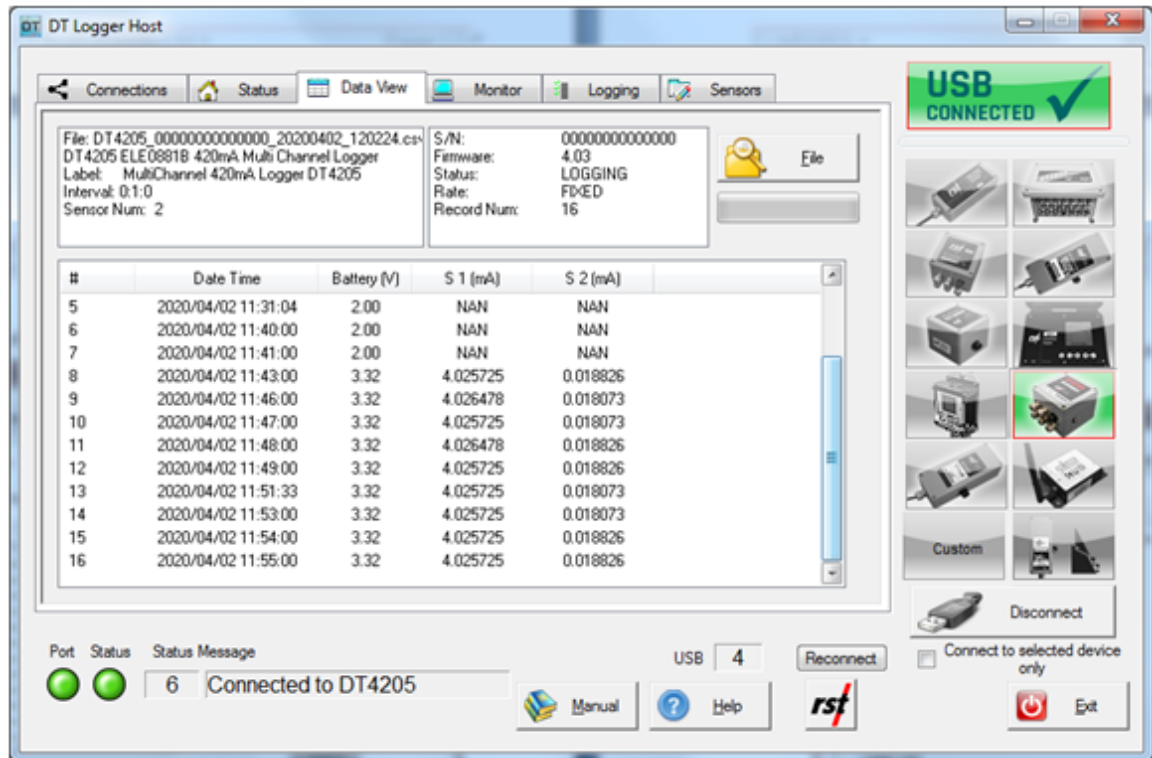 DT DT Logger Host
Connections Status Data View Monitor Logging Sensors
USB
CONNECTED
File: DT4205_00000000000000_20200402_120224.csv
DT4205 ELE0881B 420mA Multi Channel Logger
Label: MultiChannel 420mA Logger DT4205
Interval: 0:1:0
Sensor Num: 2
S/N: 00000000000000
Firmware: 4.03
Status: LOGGING
Rate: FIXED
Record Num: 16
File
# Date Time Battery (V) S 1 (mA) S 2 (mA)
5 2020/04/02 11:31:04 2.00 NAN NAN
6 2020/04/02 11:40:00 2.00 NAN NAN
7 2020/04/02 11:41:00 2.00 NAN NAN
8 2020/04/02 11:43:00 3.32 4.025725 0.018826
9 2020/04/02 11:46:00 3.32 4.026478 0.018073
10 2020/04/02 11:47:00 3.32 4.025725 0.018073
11 2020/04/02 11:48:00 3.32 4.026478 0.018826
12 2020/04/02 11:49:00 3.32 4.025725 0.018826
13 2020/04/02 11:51:33 3.32 4.025725 0.018073
14 2020/04/02 11:53:00 3.32 4.025725 0.018073
15 2020/04/02 11:54:00 3.32 4.025725 0.018826
16 2020/04/02 11:55:00 3.32 4.025725 0.018826
Custom
Disconnect
Connect to selected device
only
Port Status Status Message
6 Connected to DT4205
USB 4 Reconnect
Manual Help rst Exit